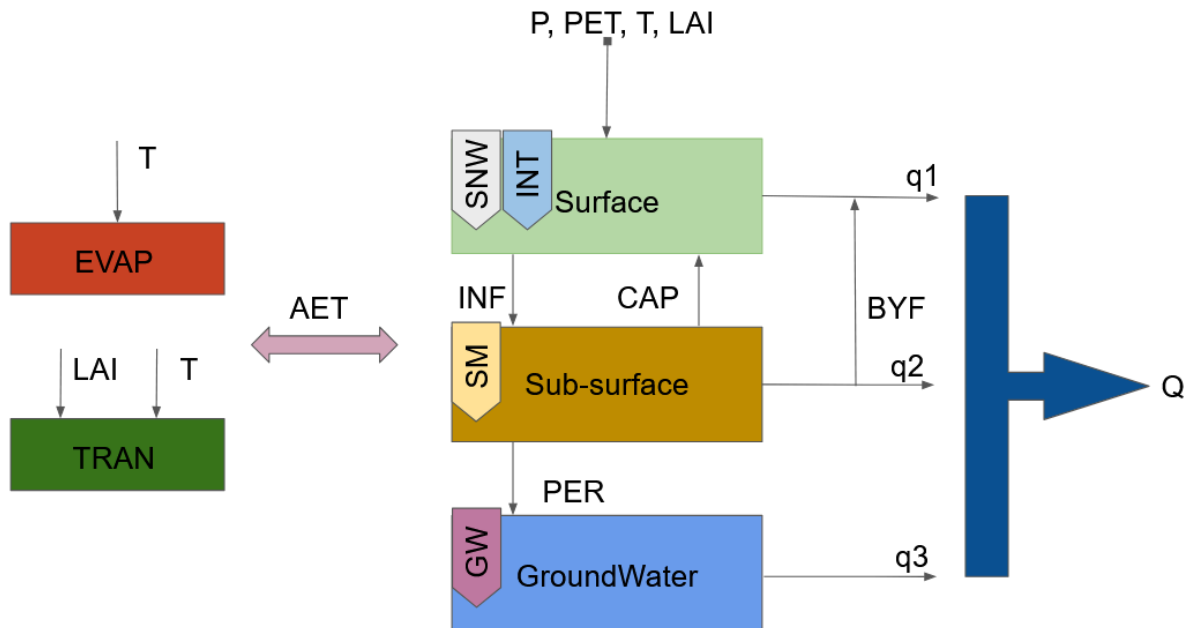 P, PET, T, LAI
T
SNW
INT
Surface
q1
EVAP
AET
INF
CAP
BYF
LAI
T
SM
Sub-surface
q2
Q
TRAN
PER
GW
GroundWater
q3